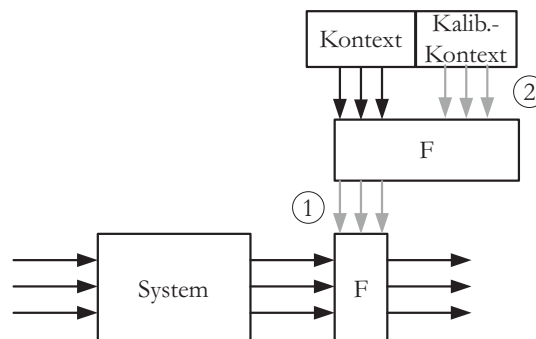 Kontext
Kalib.-
Kontext
2
F
1
System
F